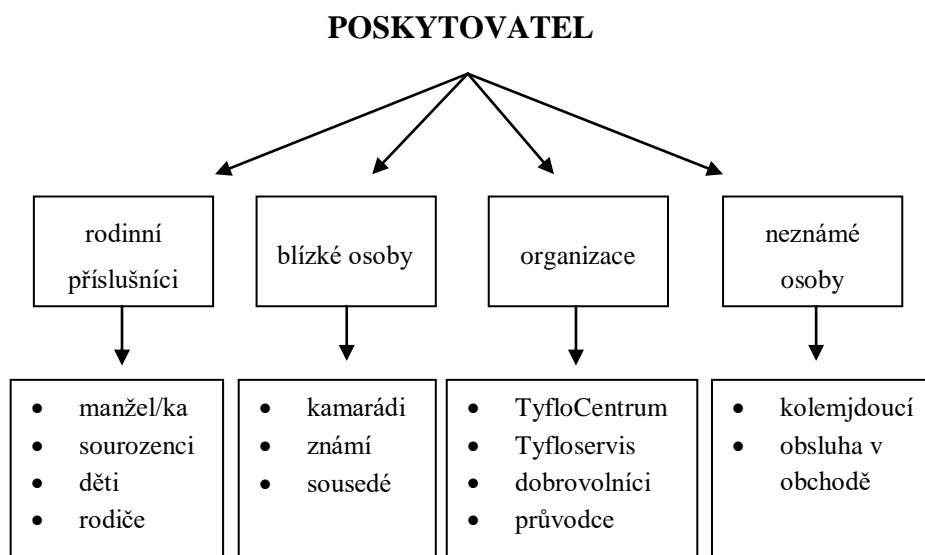 POSKYTOVATEL
rodinní
příslušníci
blízké osoby
organizace
neznámé
osoby
• manžel/ka
• sourozenci
• děti
• rodiče
• kamarádi
• známí
• sousedé
• TyfloCentrum
• Tyfloservis
• dobrovolníci
• průvodce
• kolemjdoucí
• obsluha v
obchodě